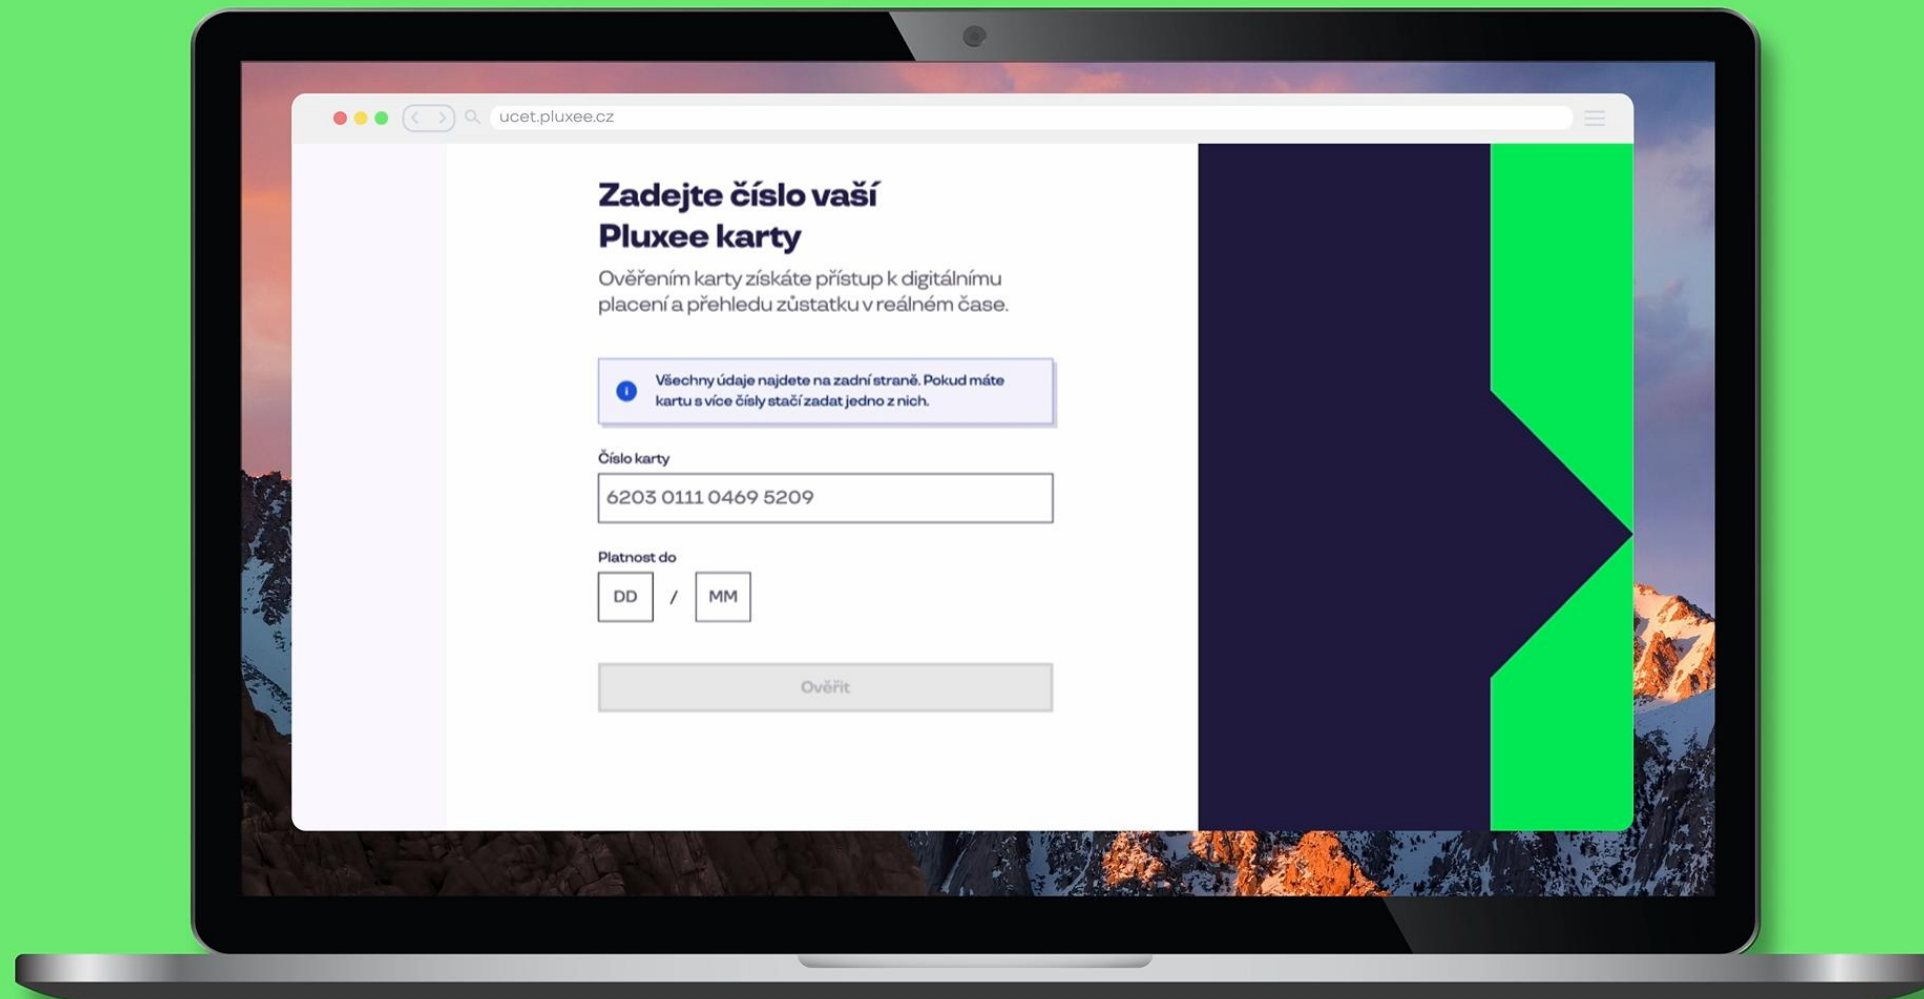 ucet.pluxee.cz
Zadejte číslo vaší
Pluxee karty
Ověřením karty získáte přístup k digitálnímu
placení a přehledu zůstatku v reálném čase.
Všechny údaje najdete na zadní straně. Pokud máte
kartu s více čísly stačí zadat jedno z nich.
Číslo karty
6203 0111 0469 5209
Platnost do
DD / MM
Ověřit